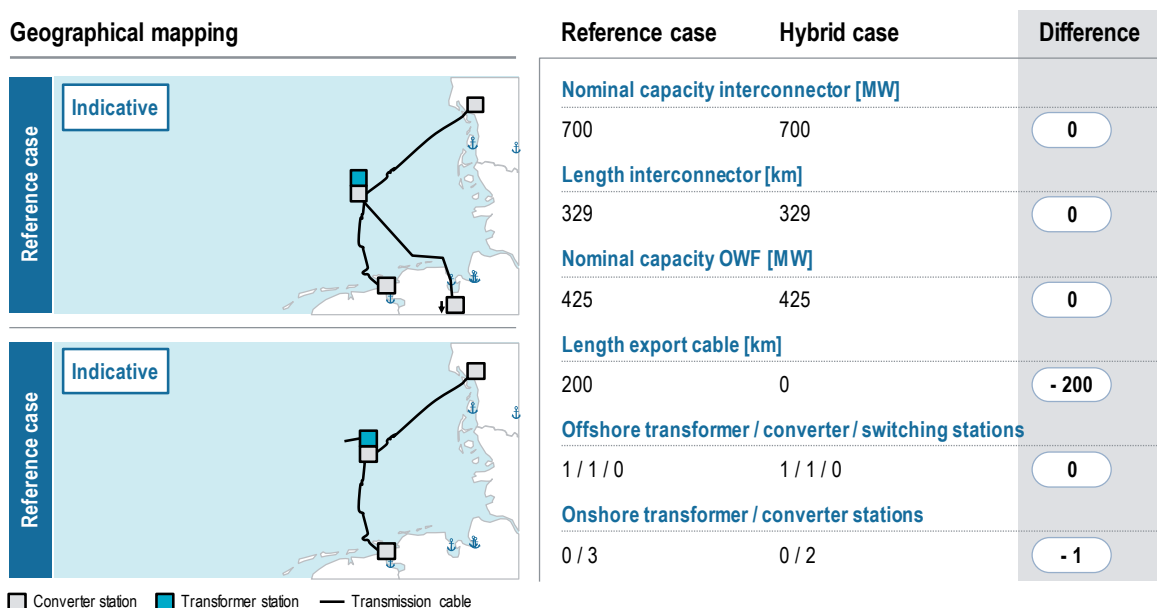 Geographical mapping
Reference case
Indicative
Reference case
Indicative
Converter station
Transformer station
Transmission cable
Reference case Hybrid case Difference
Nominal capacity interconnector [MW]
700 700 0
Length interconnector [km]
329 329 0
Nominal capacity OWF [MW]
425 425 0
Length export cable [km]
200 0 - 200
Offshore transformer / converter / switching stations
1 / 1 / 0 1 / 1 / 0 0
Onshore transformer / converter stations
0 / 3 0 / 2 - 1